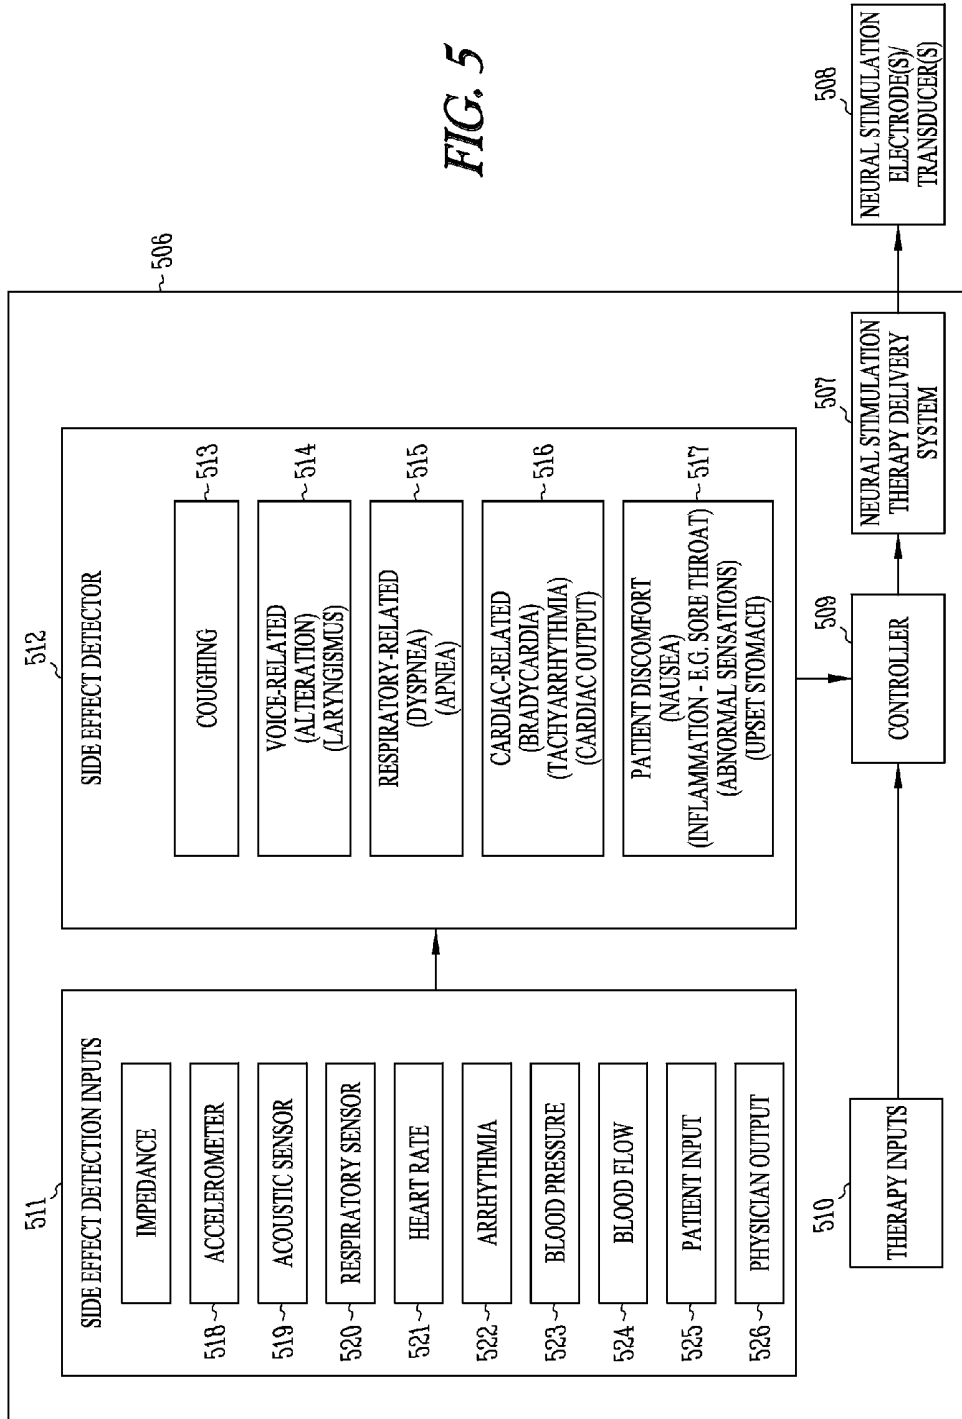 511
SIDE EFFECT DETECTION INPUTS
IMPEDANCE
518
ACCELEROMETER
519
ACOUSTIC SENSOR
520
RESPIRATORY SENSOR
521
HEART RATE
522
ARRHYTHMIA
523
BLOOD PRESSURE
524
BLOOD FLOW
525
PATIENT INPUT
526
PHYSICIAN OUTPUT
512
SIDE EFFECT DETECTOR
COUGHING
513
VOICE-RELATED
(ALTERATION)
(LARYNGISMUS)
514
RESPIRATORY-RELATED
(DYSPNEA)
(APNEA)
515
CARDIAC-RELATED
(BRADYCARDIA)
(TACHYARRHYTHMIA)
(CARDIAC OUTPUT)
516
PATIENT DISCOMFORT
(NAUSEA)
(INFLAMMATION - E.G. SORE THROAT)
(ABNORMAL SENSATIONS)
(UPSET STOMACH)
517
506
510
THERAPY INPUTS
509
CONTROLLER
507
NEURAL STIMULATION
THERAPY DELIVERY
SYSTEM
508
NEURAL STIMULATION
ELECTRODE(S)/
TRANSDUCER(S)
FIG. 5